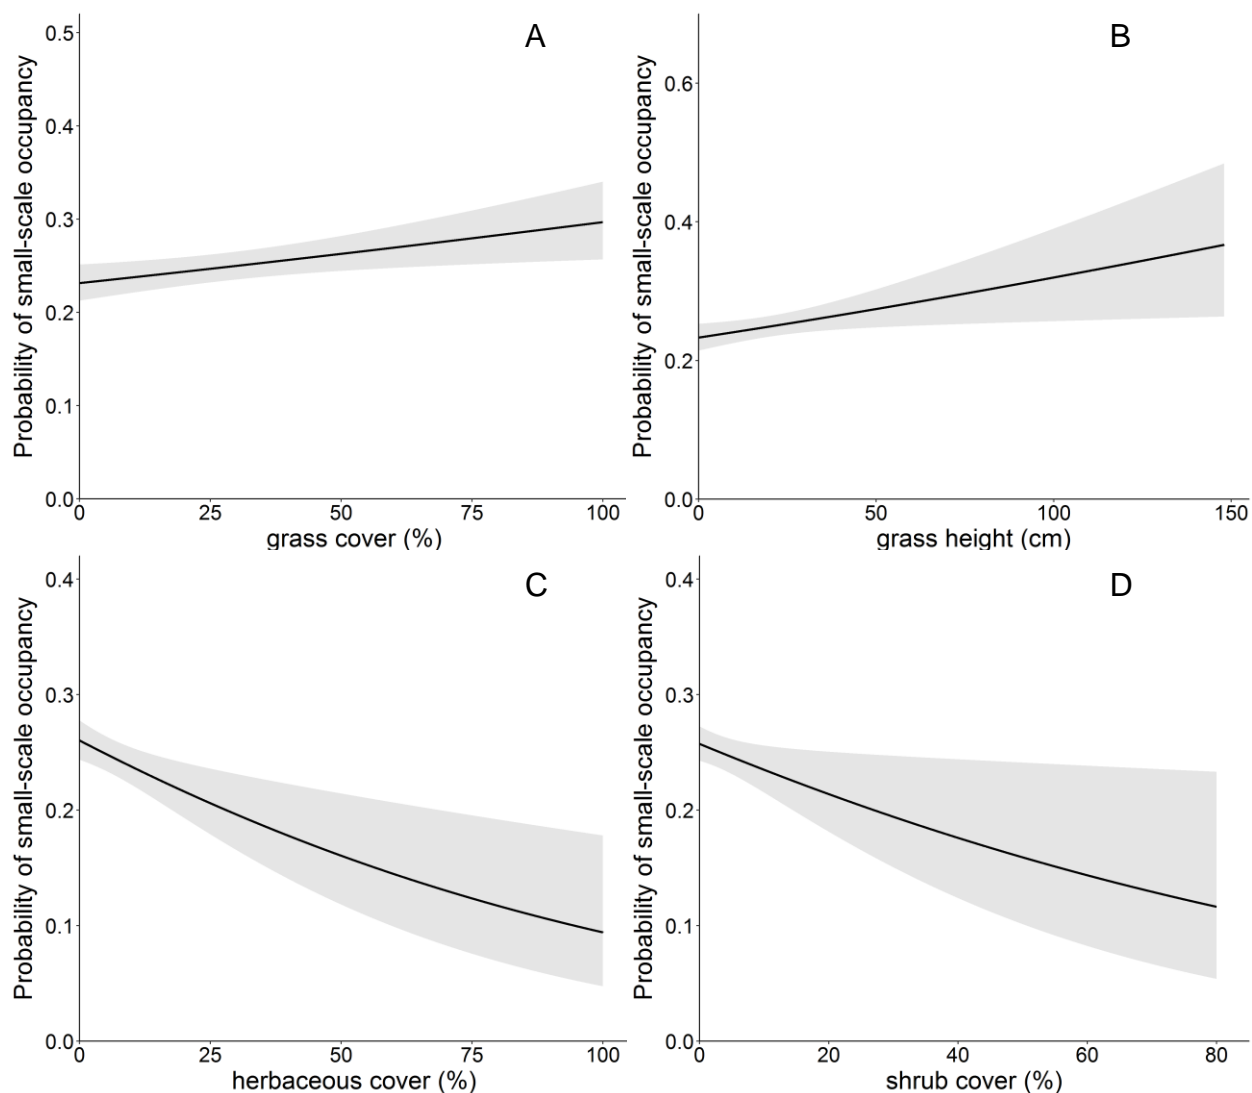 A
Probability of small-scale occupancy
0.5
0.4
0.3
0.2
0.1
0.0
0 25 50 75 100
grass cover (%)
B
Probability of small-scale occupancy
0.6
0.4
0.2
0.0
0 50 100 150
grass height (cm)
C
Probability of small-scale occupancy
0.4
0.3
0.2
0.1
0.0
0 25 50 75 100
herbaceous cover (%)
D
Probability of small-scale occupancy
0.4
0.3
0.2
0.1
0.0
0 20 40 60 80
shrub cover (%)